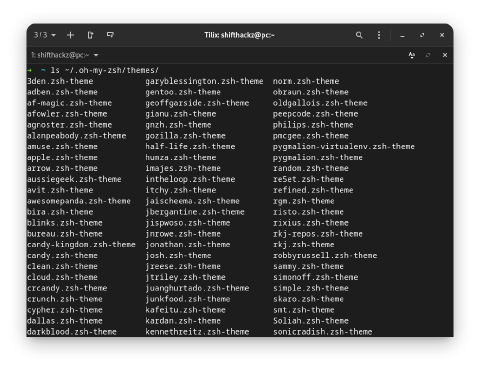 3 / 3 Tilix: shifthackz@pc:~
1: shifthackz@pc:~
→ ~ ls ~/.oh-my-zsh/themes/
3den.zsh-theme garyblessington.zsh-theme norm.zsh-theme
adben.zsh-theme gentoo.zsh-theme obraun.zsh-theme
af-magic.zsh-theme geoffgarside.zsh-theme oldgallois.zsh-theme
afowler.zsh-theme gianu.zsh-theme peepcode.zsh-theme
agnoster.zsh-theme gnzh.zsh-theme philips.zsh-theme
alanpeabody.zsh-theme gozilla.zsh-theme pmcgee.zsh-theme
amuse.zsh-theme half-life.zsh-theme pygmalion-virtualenv.zsh-theme
apple.zsh-theme humza.zsh-theme pygmalion.zsh-theme
arrow.zsh-theme imajes.zsh-theme random.zsh-theme
aussiegeek.zsh-theme intheloop.zsh-theme re5et.zsh-theme
avit.zsh-theme itchy.zsh-theme refined.zsh-theme
awesomepanda.zsh-theme jaischeema.zsh-theme rgm.zsh-theme
bira.zsh-theme jbergantine.zsh-theme risto.zsh-theme
blinks.zsh-theme jispwoso.zsh-theme rixius.zsh-theme
bureau.zsh-theme jnrowe.zsh-theme rkj-repos.zsh-theme
candy-kingdom.zsh-theme jonathan.zsh-theme rkj.zsh-theme
candy.zsh-theme josh.zsh-theme robbyrussell.zsh-theme
clean.zsh-theme jreese.zsh-theme sammy.zsh-theme
cloud.zsh-theme jtriley.zsh-theme simonoff.zsh-theme
crcandy.zsh-theme juanghurtado.zsh-theme simple.zsh-theme
crunch.zsh-theme junkfood.zsh-theme skaro.zsh-theme
cypher.zsh-theme kafeitu.zsh-theme smt.zsh-theme
dallas.zsh-theme kardan.zsh-theme Soliah.zsh-theme
darkblood.zsh-theme kennethreitz.zsh-theme sonicradish.zsh-theme